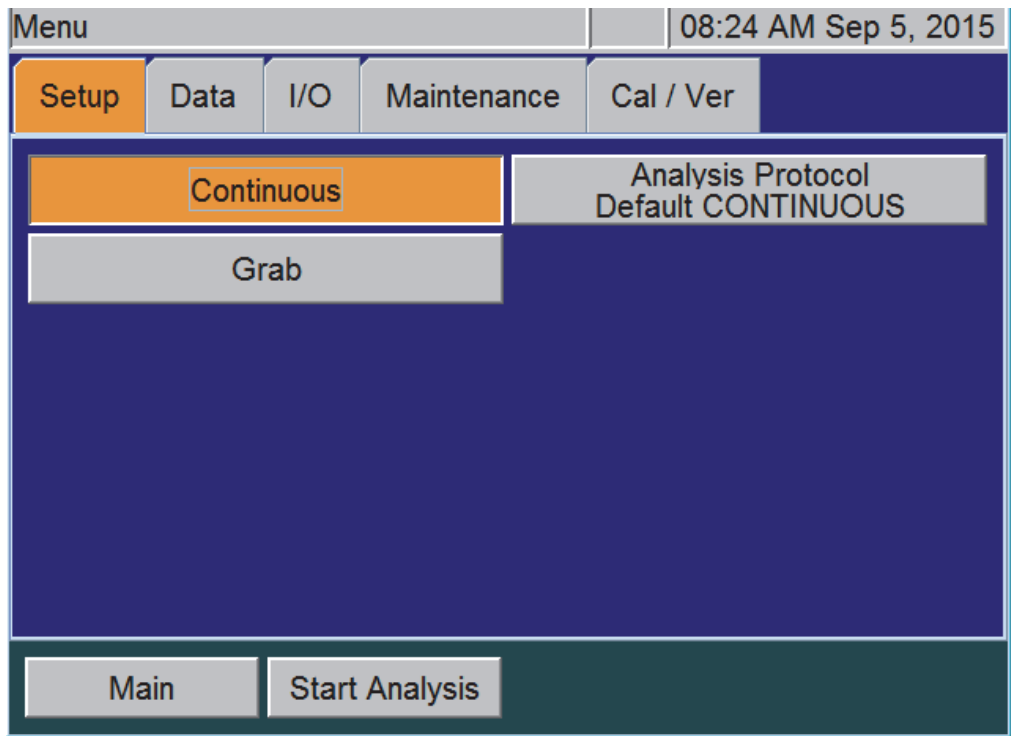 Menu
08:24 AM Sep 5, 2015
Setup
Data
I/O
Maintenance
Cal / Ver
Continuous
Analysis Protocol
Default CONTINUOUS
Grab
Main
Start Analysis